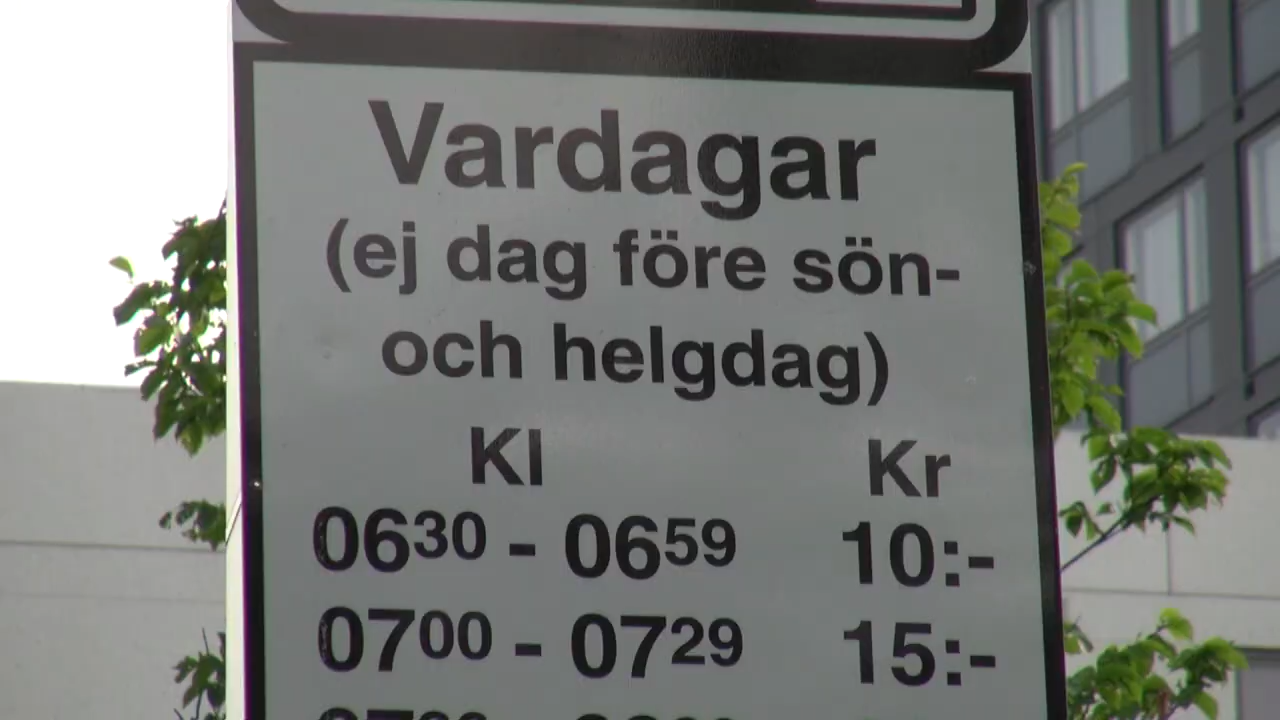 Vardagar
(ej dag före sön-
och helgdag)
Kl Kr
06³⁰ - 06⁵⁹ 10:-
07⁰⁰ - 07²⁹ 15:-